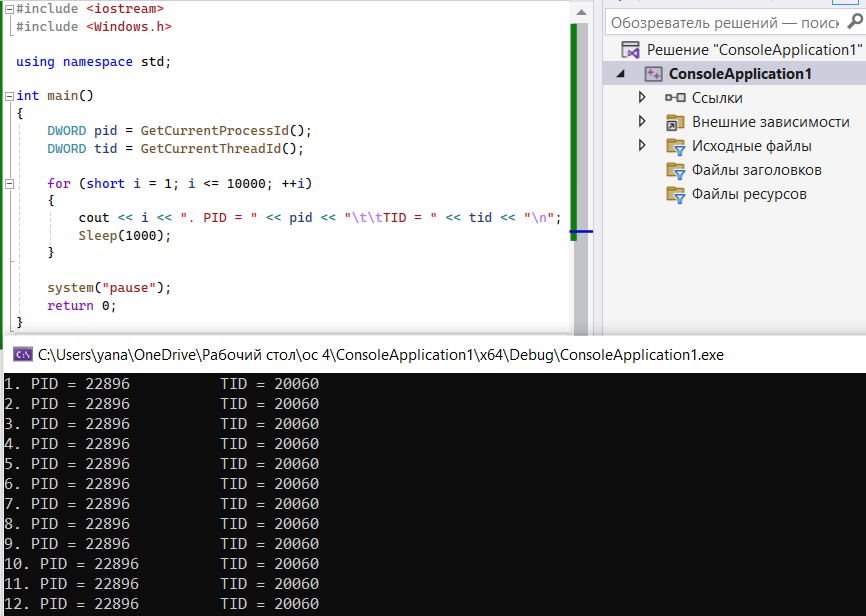 #include <iostream>
#include <Windows.h>
using namespace std;
int main()
{
DWORD pid = GetCurrentProcessId();
DWORD tid = GetCurrentThreadId();
for (short i = 1; i <= 10000; ++i)
{
cout << i << ". PID = " << pid << "\t\tTID = " << tid << "\n";
Sleep(1000);
}
system("pause");
return 0;
}
Обозреватель решений — поиск
Решение "ConsoleApplication1"
ConsoleApplication1
Ссылки
Внешние зависимости
Исходные файлы
Файлы заголовков
Файлы ресурсов
C:\Users\yana\OneDrive\Рабочий стол\ос 4\ConsoleApplication1\x64\Debug\ConsoleApplication1.exe
1. PID = 22896 TID = 20060
2. PID = 22896 TID = 20060
3. PID = 22896 TID = 20060
4. PID = 22896 TID = 20060
5. PID = 22896 TID = 20060
6. PID = 22896 TID = 20060
7. PID = 22896 TID = 20060
8. PID = 22896 TID = 20060
9. PID = 22896 TID = 20060
10. PID = 22896 TID = 20060
11. PID = 22896 TID = 20060
12. PID = 22896 TID = 20060